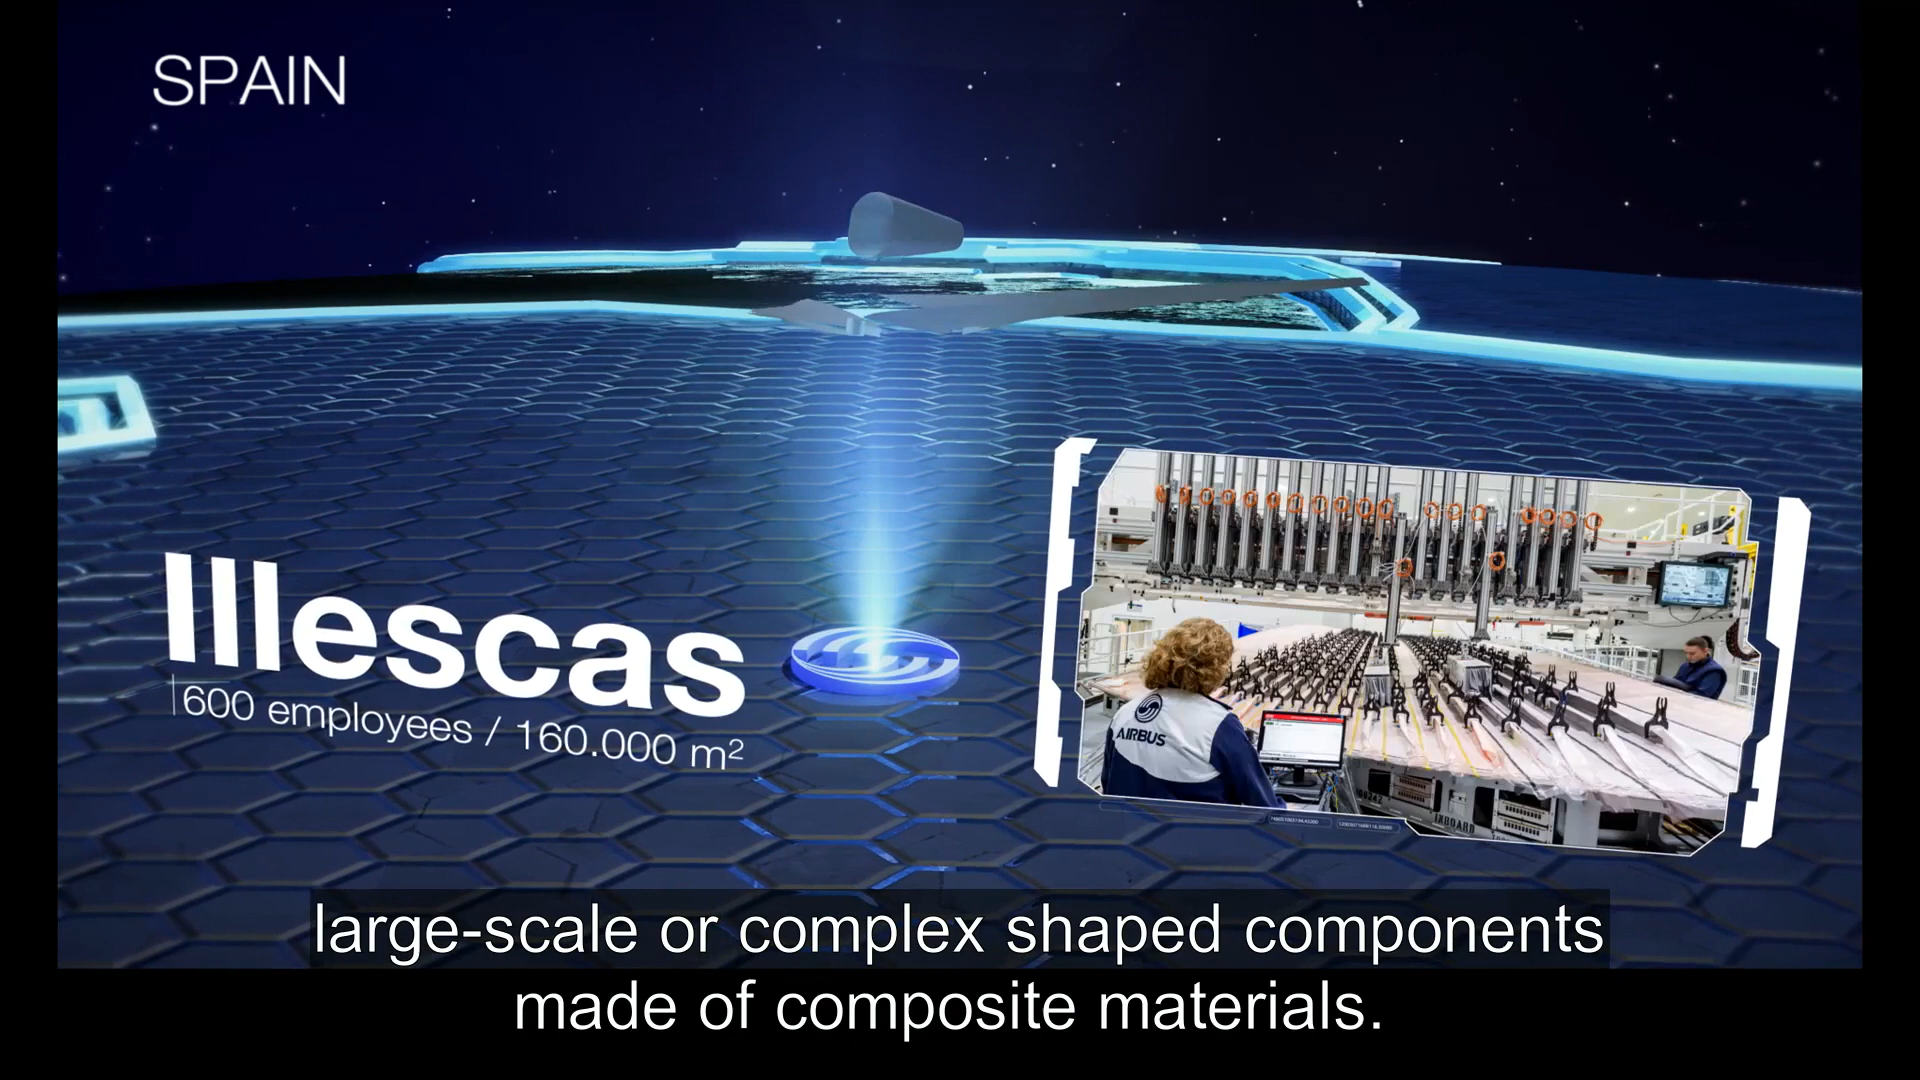 SPAIN
Illescas
600 employees / 160.000 m²
AIRBUS
INBOARD
large-scale or complex shaped components
made of composite materials.